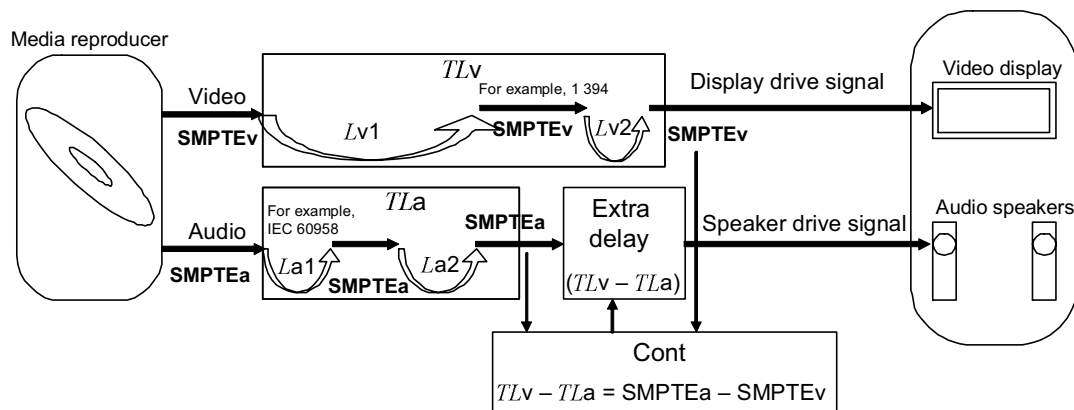 Media reproducer
Video
SMPTEv
TLv
For example, 1 394
Lv1
SMPTEv
Lv2
Display drive signal
SMPTEv
Video display
Audio
SMPTEa
TLa
For example,
IEC 60958
La1
SMPTEa
La2
SMPTEa
Extra
delay
(TLv – TLa)
Speaker drive signal
Audio speakers
Cont
TLv – TLa = SMPTEa – SMPTEv